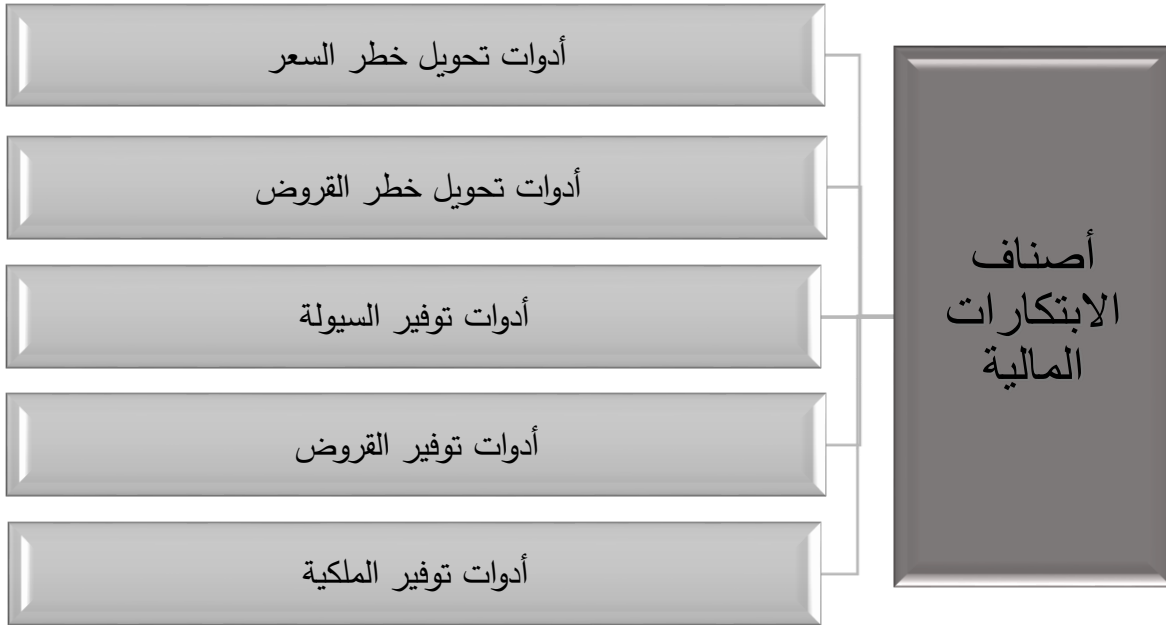 أصناف
الابتكارات
المالية
أدوات تحويل خطر السعر
أدوات تحويل خطر القروض
أدوات توفير السيولة
أدوات توفير القروض
أدوات توفير الملكية